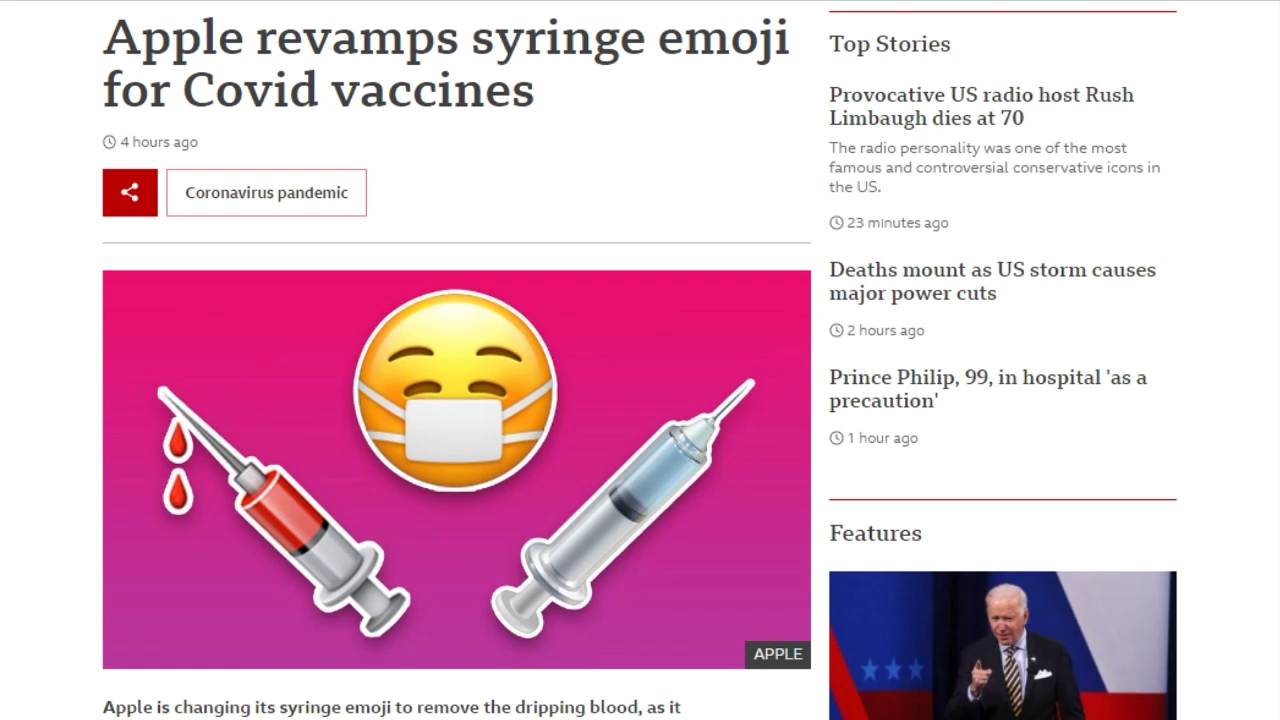 Apple revamps syringe emoji
for Covid vaccines
4 hours ago
Coronavirus pandemic
APPLE
Apple is changing its syringe emoji to remove the dripping blood, as it
Top Stories
Provocative US radio host Rush
Limbaugh dies at 70
The radio personality was one of the most
famous and controversial conservative icons in
the US.
23 minutes ago
Deaths mount as US storm causes
major power cuts
2 hours ago
Prince Philip, 99, in hospital 'as a
precaution'
1 hour ago
Features